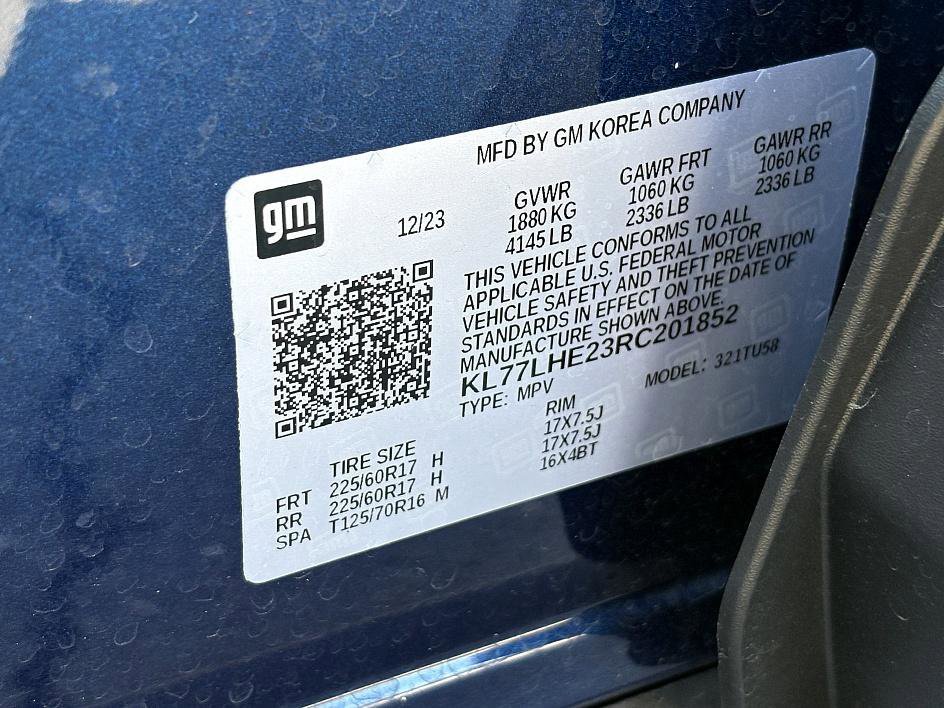 MFD BY GM KOREA COMPANY
gm
12/23
GVWR GAWR FRT GAWR RR
1880 KG 1060 KG 1060 KG
4145 LB 2336 LB 2336 LB
THIS VEHICLE CONFORMS TO ALL
APPLICABLE U.S. FEDERAL MOTOR
VEHICLE SAFETY AND THEFT PREVENTION
STANDARDS IN EFFECT ON THE DATE OF
MANUFACTURE SHOWN ABOVE.
KL77LHE23RC201852
TYPE: MPV MODEL: 321TU58
TIRE SIZE RIM
FRT 225/60R17 H 17X7.5J
RR 225/60R17 H 17X7.5J
SPA T125/70R16 M 16X4BT